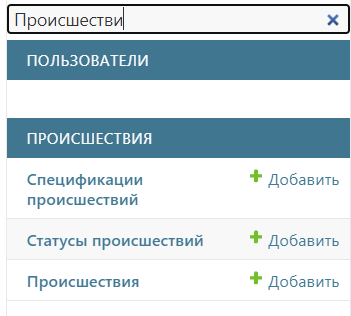 Происшестви
ПОЛЬЗОВАТЕЛИ
ПРОИСШЕСТВИЯ
Спецификации
происшествий
Добавить
Статусы происшествий Добавить
Происшествия Добавить